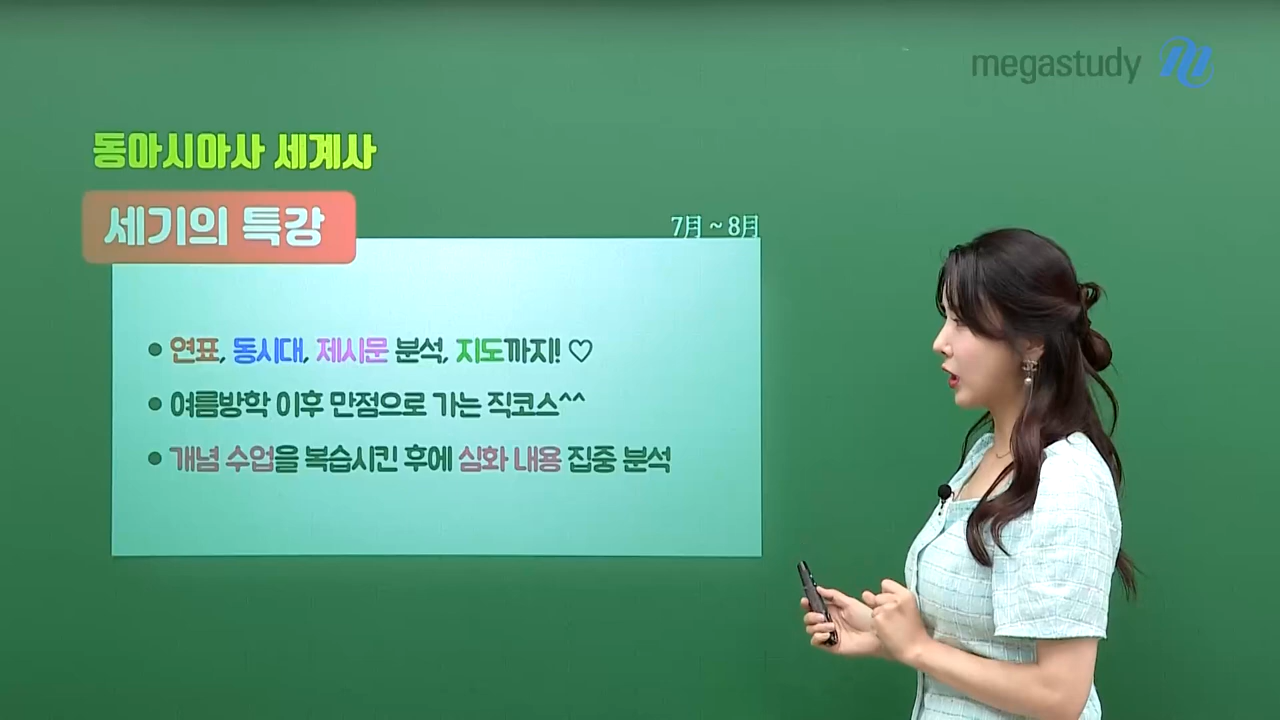 megastudy
동아시아사 세계사
세기의 특강
7月 ~ 8月
• 연표, 동시대, 제시문 분석, 지도까지! ♡
• 여름방학 이후 만점으로 가는 직코스^^
• 개념 수업을 복습시킨 후에 심화 내용 집중 분석